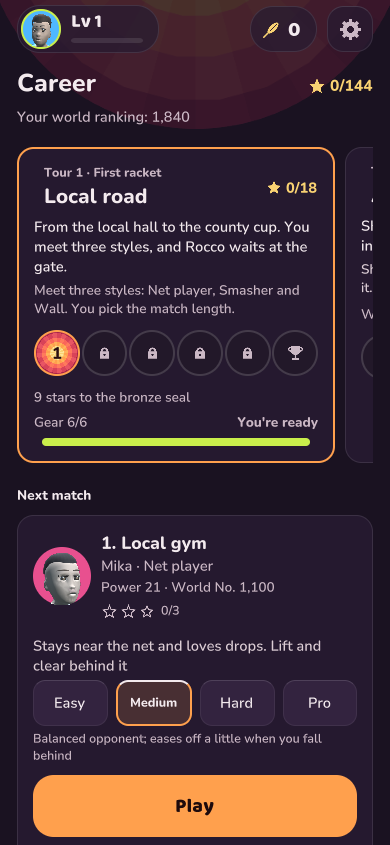 Lv 1
0
Career
0/144
Your world ranking: 1,840
Tour 1 · First racket
Local road
0/18
From the local hall to the county cup. You
meet three styles, and Rocco waits at the
gate.
Meet three styles: Net player, Smasher and
Wall. You pick the match length.
1
9 stars to the bronze seal
Gear 6/6
You're ready
Next match
1. Local gym
Mika · Net player
Power 21 · World No. 1,100
0/3
Stays near the net and loves drops. Lift and
clear behind it
Easy
Medium
Hard
Pro
Balanced opponent; eases off a little when you fall
behind
Play